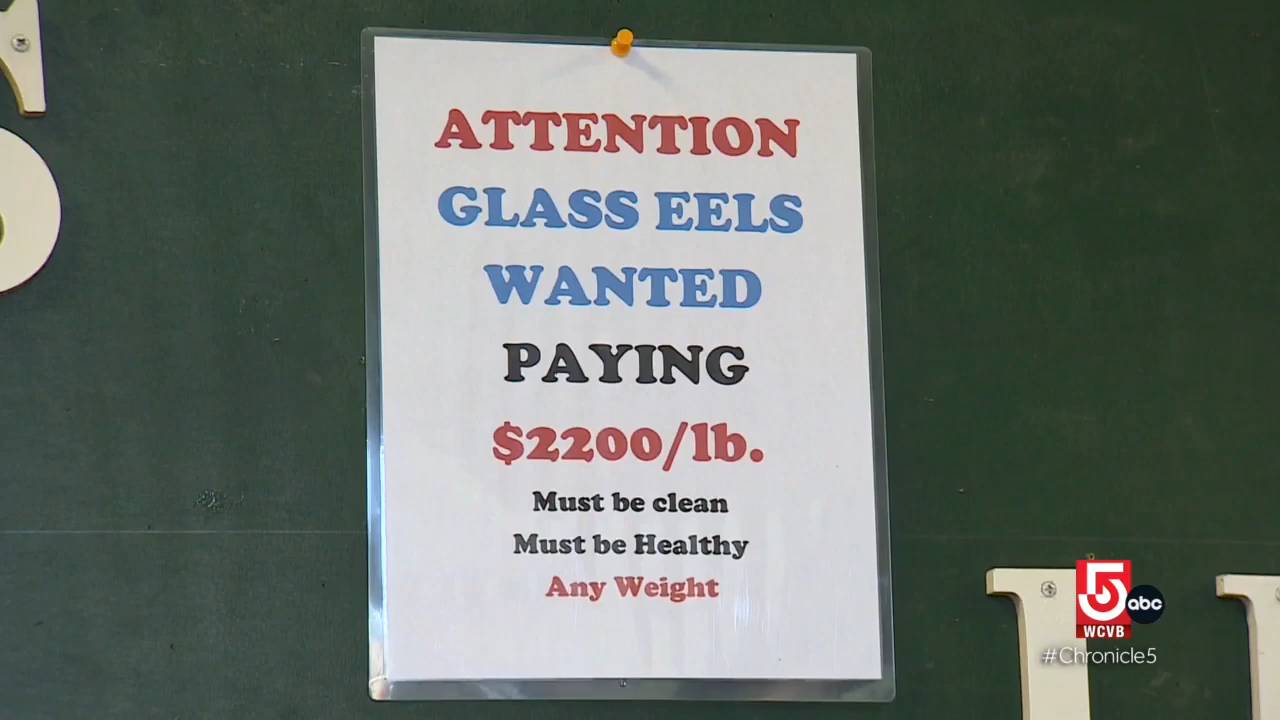 ATTENTION
GLASS EELS
WANTED
PAYING
$2200/lb.
Must be clean
Must be Healthy
Any Weight
5
abc
WCVB
#Chronicle5